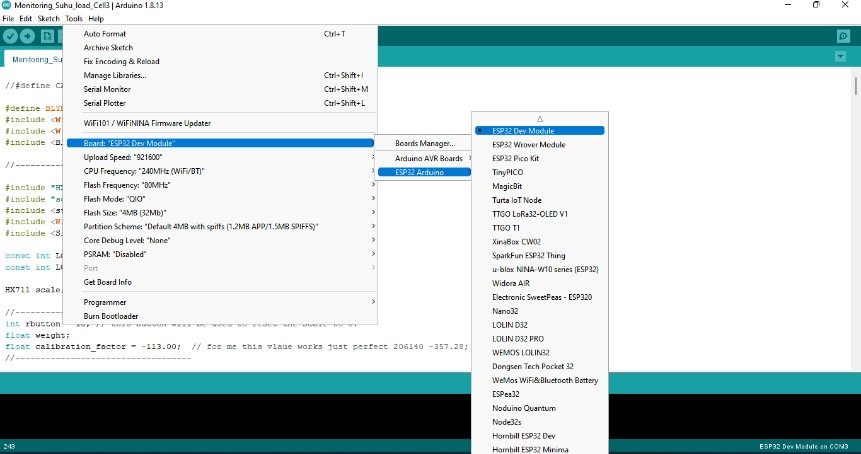 Monitoring_Suhu_load_Cell3 | Arduino 1.8.13
File Edit Sketch Tools Help
Monitoring_Su
Auto Format Ctrl+T
Archive Sketch
Fix Encoding & Reload
Manage Libraries... Ctrl+Shift+I
Serial Monitor Ctrl+Shift+M
Serial Plotter Ctrl+Shift+L
WiFi101 / WiFiNINA Firmware Updater
Board: "ESP32 Dev Module"
Upload Speed: "921600"
CPU Frequency: "240MHz (WiFi/BT)"
Flash Frequency: "80MHz"
Flash Mode: "QIO"
Flash Size: "4MB (32Mb)"
Partition Scheme: "Default 4MB with spiffs (1.2MB APP/1.5MB SPIFFS)"
Core Debug Level: "None"
PSRAM: "Disabled"
Port
Get Board Info
Programmer
Burn Bootloader
Boards Manager...
Arduino AVR Boards
ESP32 Arduino
ESP32 Dev Module
ESP32 Wrover Module
ESP32 Pico Kit
TinyPICO
MagicBit
Turta IoT Node
TTGO LoRa32-OLED V1
TTGO T1
XinaBox CW02
SparkFun ESP32 Thing
u-blox NINA-W10 series (ESP32)
Widora AIR
Electronic SweetPeas - ESP320
Nano32
LOLIN D32
LOLIN D32 PRO
WEMOS LOLIN32
Dongsen Tech Pocket 32
WeMos WiFi&Bluetooth Battery
ESPea32
Noduino Quantum
Node32s
Hornbill ESP32 Dev
Hornbill ESP32 Minima
//#define C
#define BLYN
#include <W
#include <W
#include <B
//-----
#include "HX
#include "so
#include <st
#include <Wi
#include <Si
const int LO
const int LO
HX711 scale
//-----
int rbutton // this button will be used to reset the scale to 0.
float weight;
float calibration_factor = -113.00; // for me this vlaue works just perfect 206140 -357.28;
//-----------------------------------
243
ESP32 Dev Module on COM3